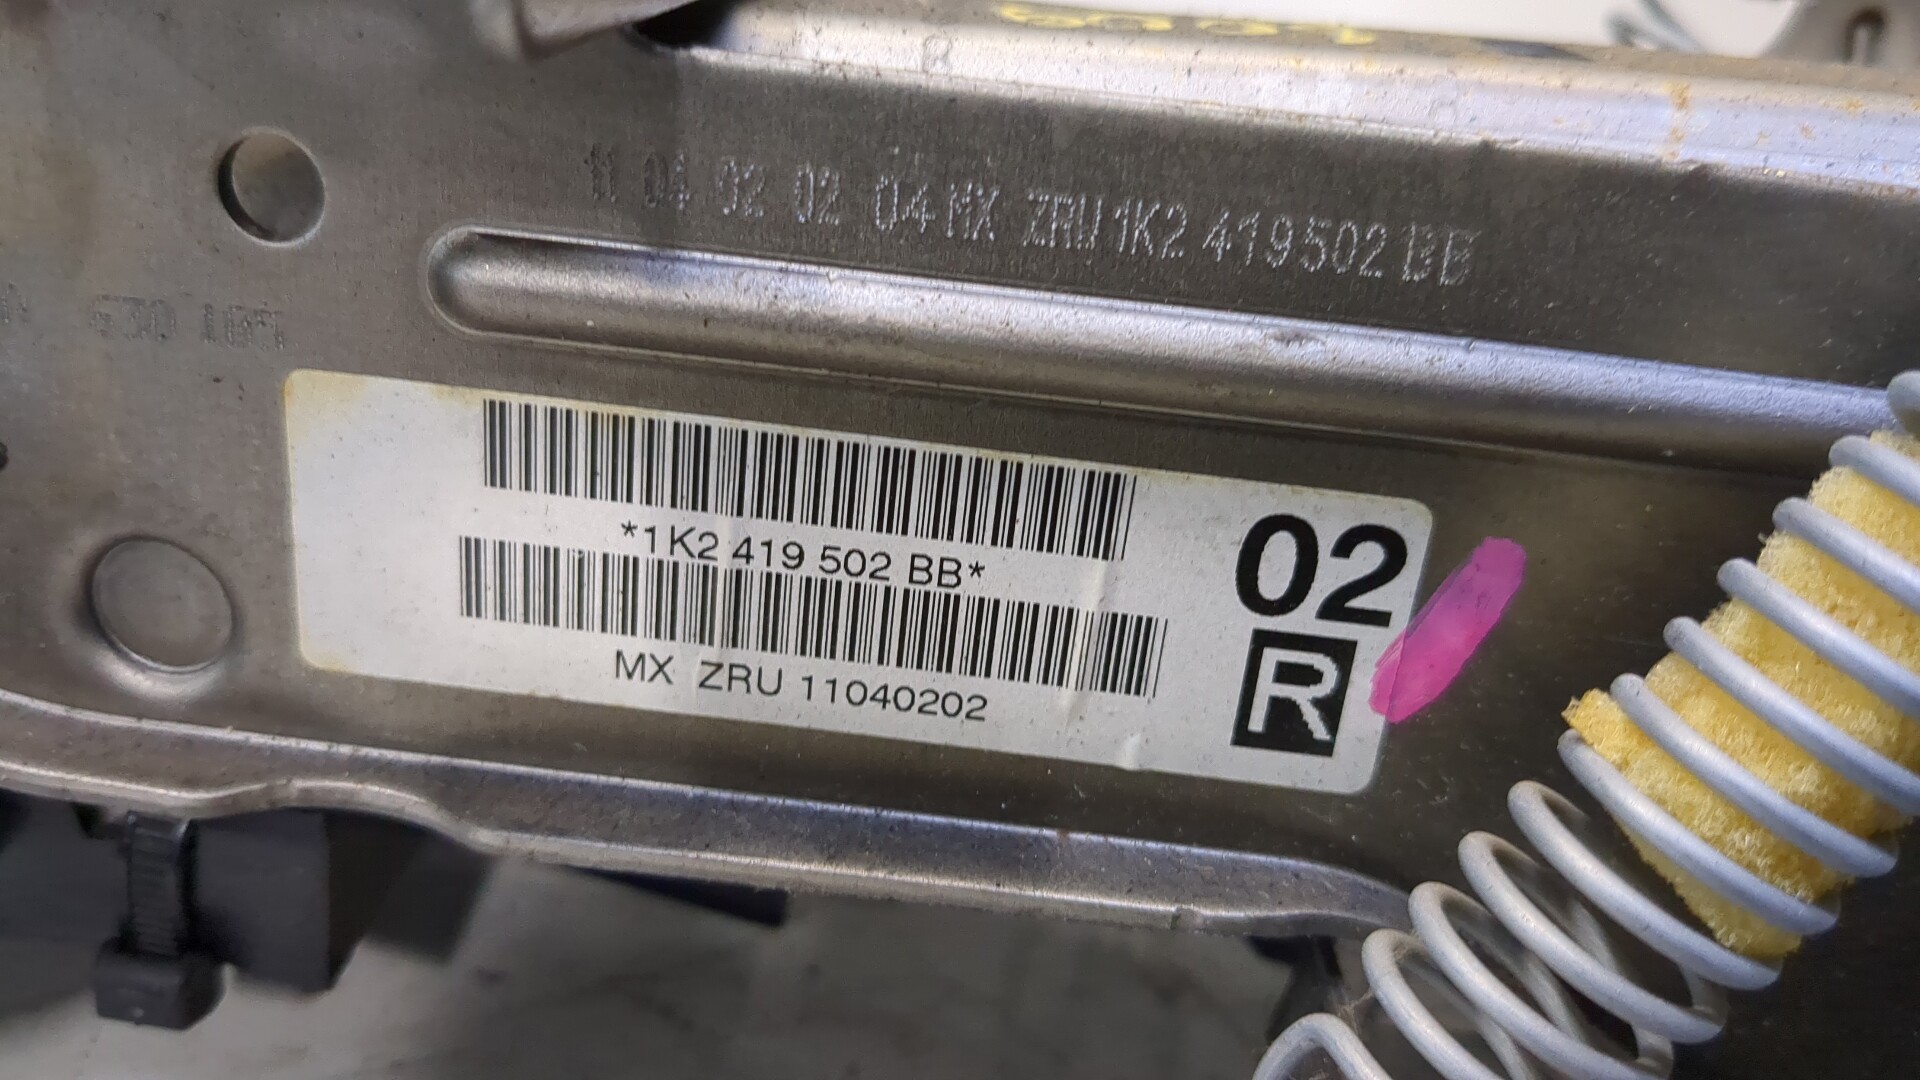 11 04 02 02 04 MX ZRU 1K2 419502 BB
*1K2 419 502 BB*
MX ZRU 11040202
02
R